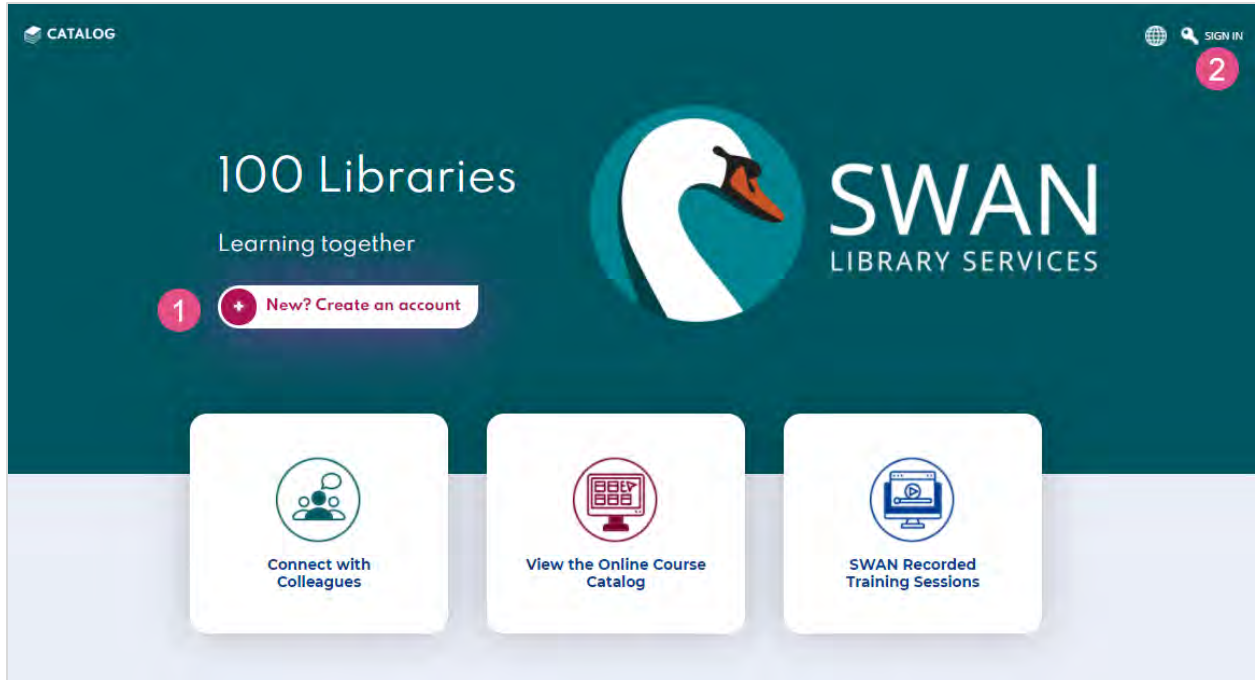 CATALOG
SIGN IN
2
100 Libraries
Learning together
1
+ New? Create an account
SWAN
LIBRARY SERVICES
Connect with
Colleagues
View the Online Course
Catalog
SWAN Recorded
Training Sessions